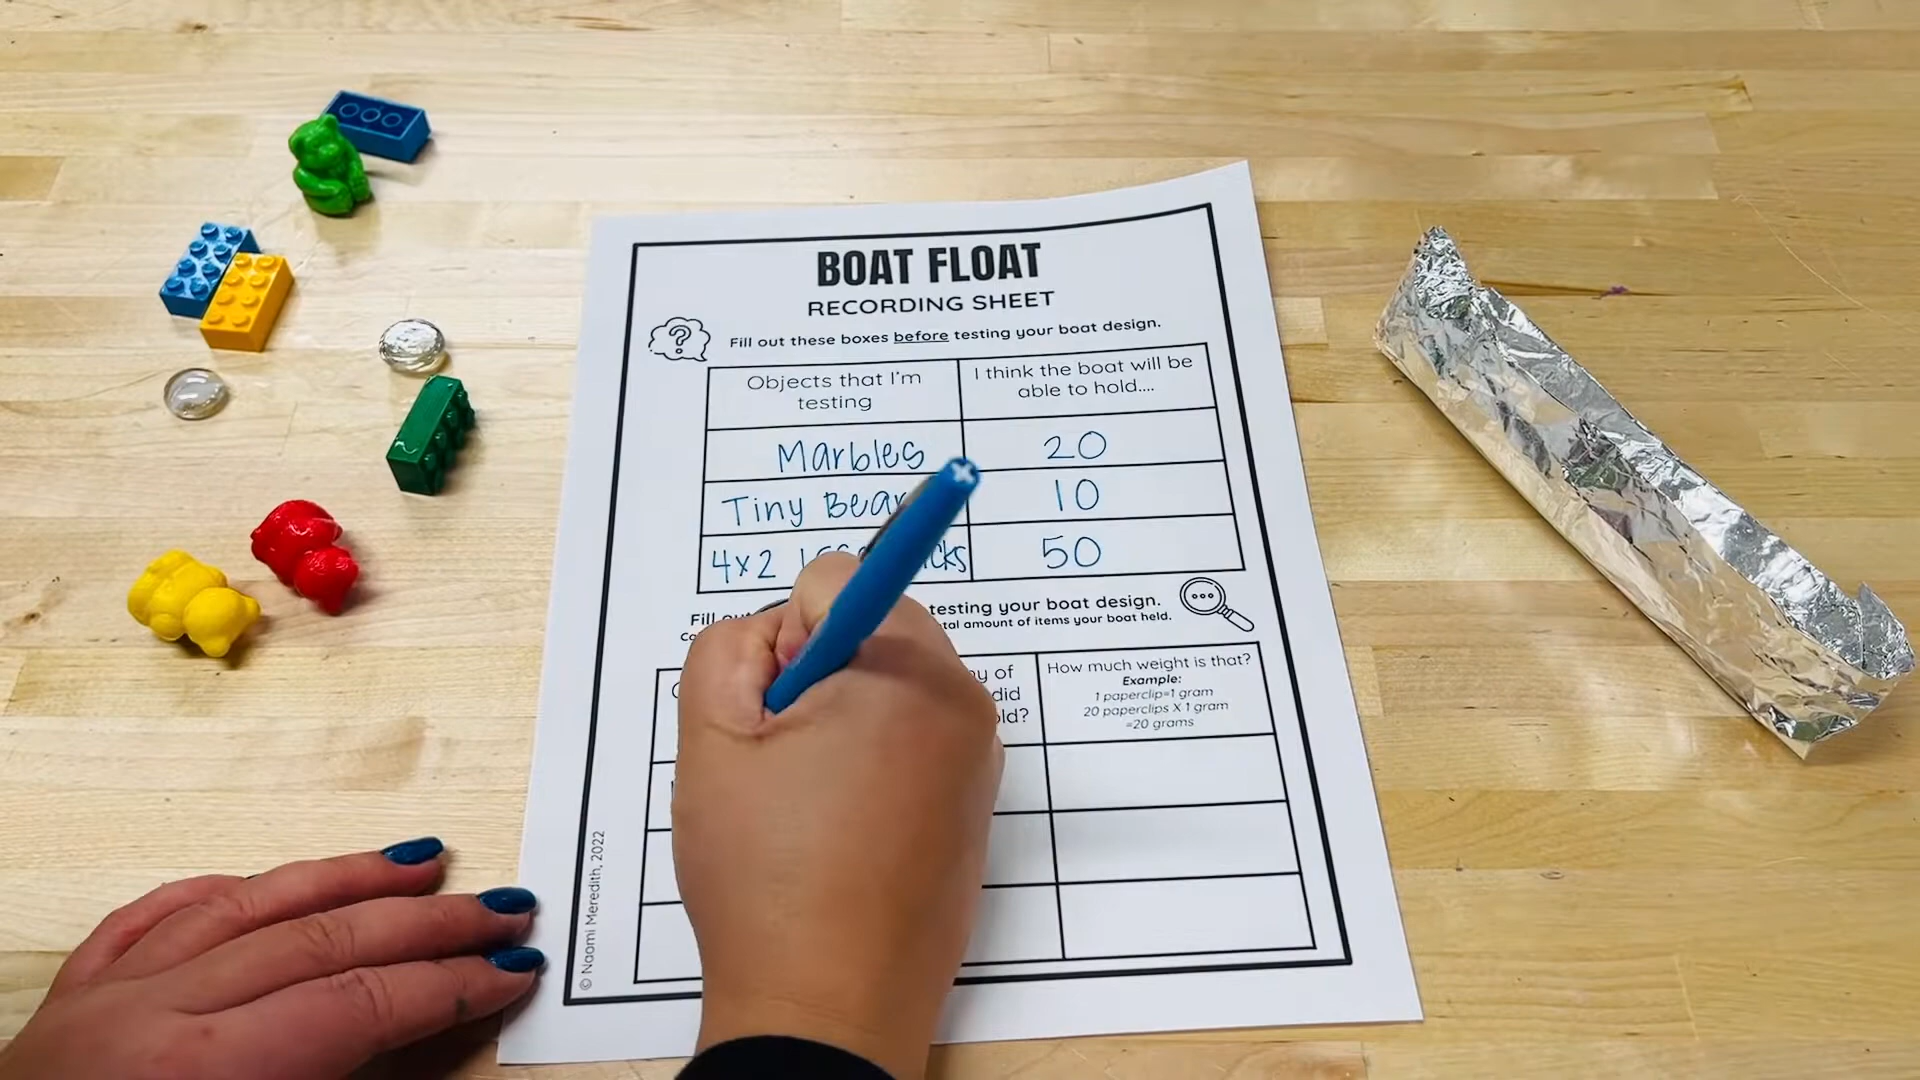 BOAT FLOAT
RECORDING SHEET
?
Fill out these boxes before testing your boat design.
Objects that I'm testing
I think the boat will be able to hold....
Marbles
20
Tiny
10
4x2
50
testing your boat design.
amount of items your boat held.
of
did
How much weight is that?
Example:
1 paperclip=1 gram
20 paperclips X 1 gram
=20 grams
© Naomi Meredith, 2022